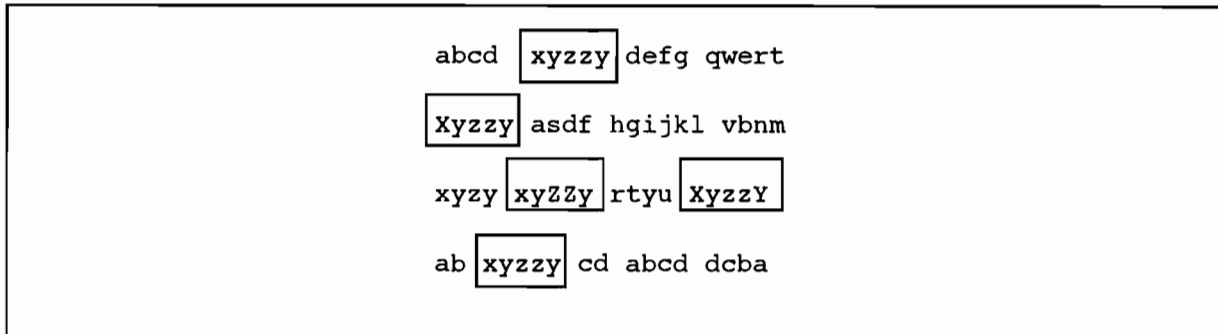 abcd xyzzy defg qwert
Xyzzy asdf hgijkl vbnm
xyzy xyZZy rtyu XyzzY
ab xyzzy cd abcd dcba